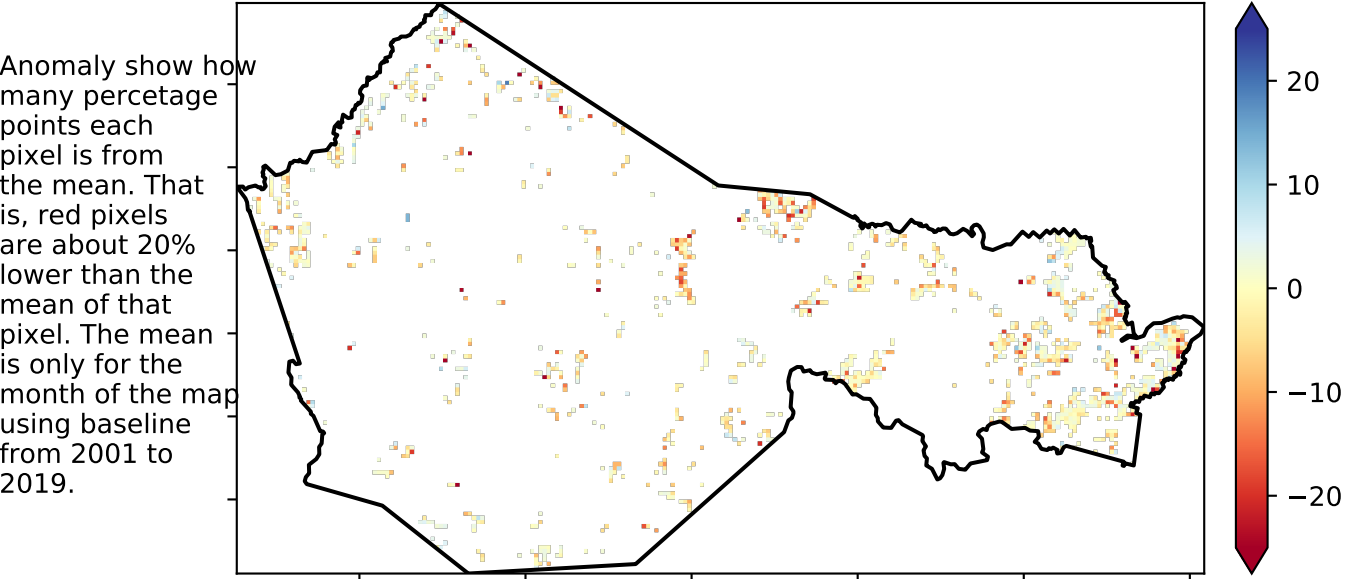 Anomaly show how
many percetage
points each
pixel is from
the mean. That
is, red pixels
are about 20%
lower than the
mean of that
pixel. The mean
is only for the
month of the map
using baseline
from 2001 to
2019.
20
10
0
−10
−20